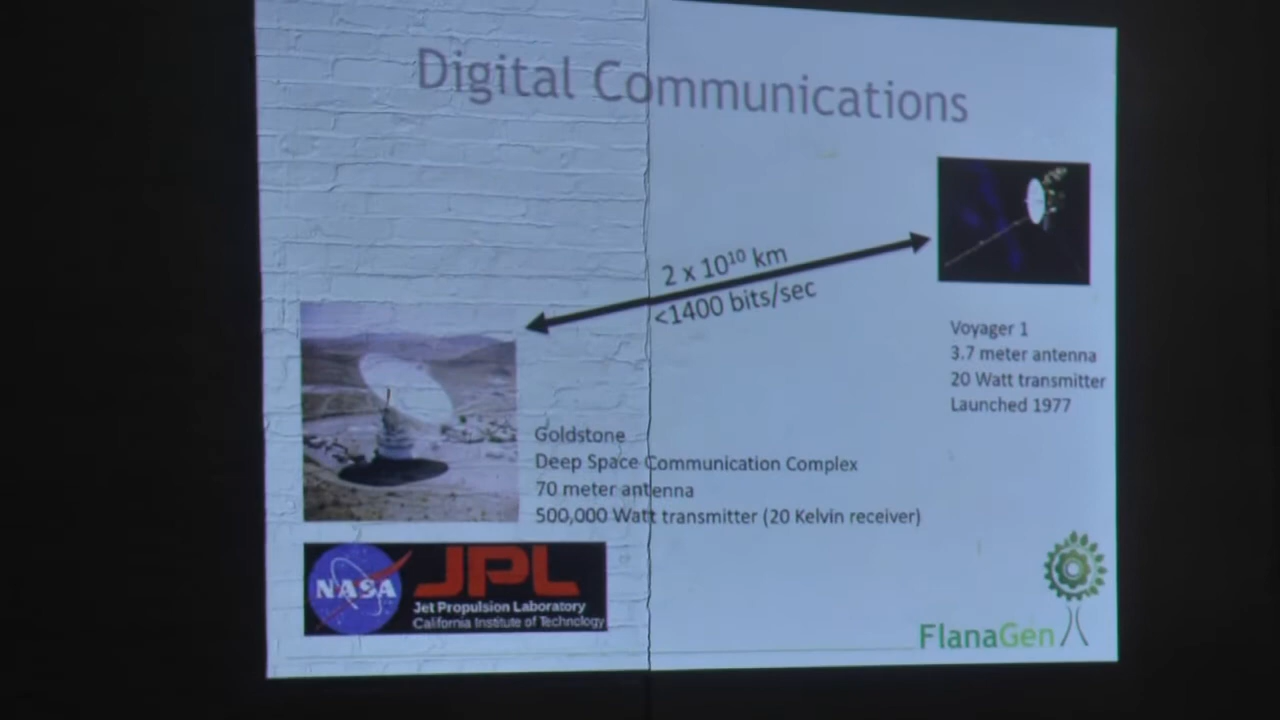 Digital Communications
2 x 10¹⁰ km
<1400 bits/sec
Voyager 1
3.7 meter antenna
20 Watt transmitter
Launched 1977
Goldstone
Deep Space Communication Complex
70 meter antenna
500,000 Watt transmitter (20 Kelvin receiver)
NASA
JPL
Jet Propulsion Laboratory
California Institute of Technology
FlanaGen